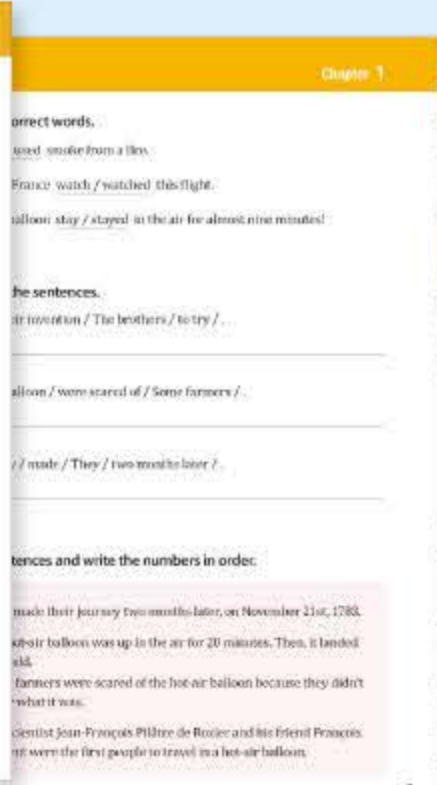 Chapter 1
orrect words.
used smoke from a fire.
France watch / watched this flight.
alloon stay / stayed in the air for almost nine minutes!
he sentences.
ir invention / The brothers / to try / .
alloon / were scared of / Some farmers / .
/ made / They / two months later / .
tences and write the numbers in order.
made their journey two months later, on November 21st, 1783.
ot-air balloon was up in the air for 20 minutes. Then, it landed
eld.
farmers were scared of the hot-air balloon because they didn't
what it was.
cientist Jean-François Pilâtre de Rozier and his friend François
nt were the first people to travel in a hot-air balloon.